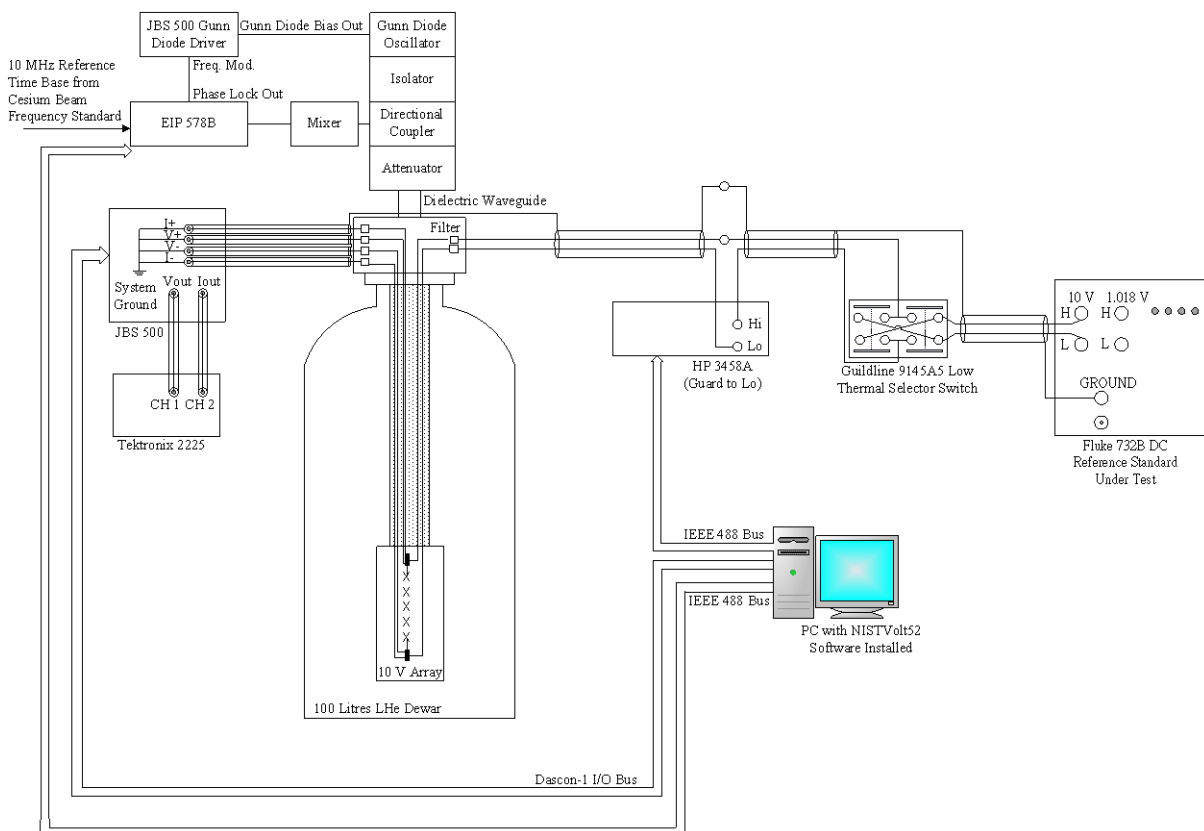 JBS 500 Gunn
Diode Driver
Gunn Diode Bias Out
Gunn Diode
Oscillator
10 MHz Reference
Time Base from
Cesium Beam
Frequency Standard
Freq. Mod.
Phase Lock Out
Isolator
EIP 578B
Mixer
Directional
Coupler
Attenuator
Dielectric Waveguide
I+
V+
V-
I-
Filter
System
Ground
Vout
Iout
JBS 500
CH 1
CH 2
Tektronix 2225
Hi
Lo
HP 3458A
(Guard to Lo)
Guildline 9145A5 Low
Thermal Selector Switch
10 V
1.018 V
H
H
L
L
GROUND
Fluke 732B DC
Reference Standard
Under Test
IEEE 488 Bus
IEEE 488 Bus
PC with NISTVolt52
Software Installed
X
X
X
X
X
10 V Array
100 Litres LHe Dewar
Dascon-1 I/O Bus